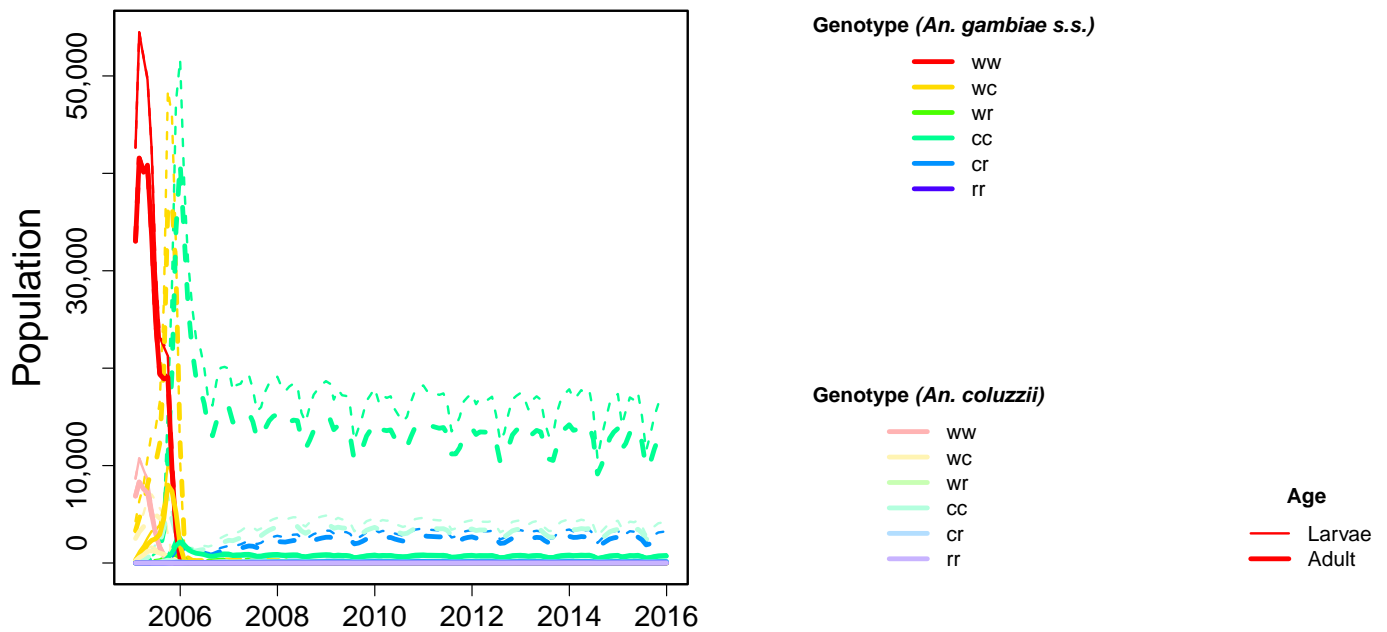 Population
50,000
30,000
10,000
0
2006
2008
2010
2012
2014
2016
Genotype (An. gambiae s.s.)
ww
wc
wr
cc
cr
rr
Genotype (An. coluzzii)
ww
wc
wr
cc
cr
rr
Age
Larvae
Adult